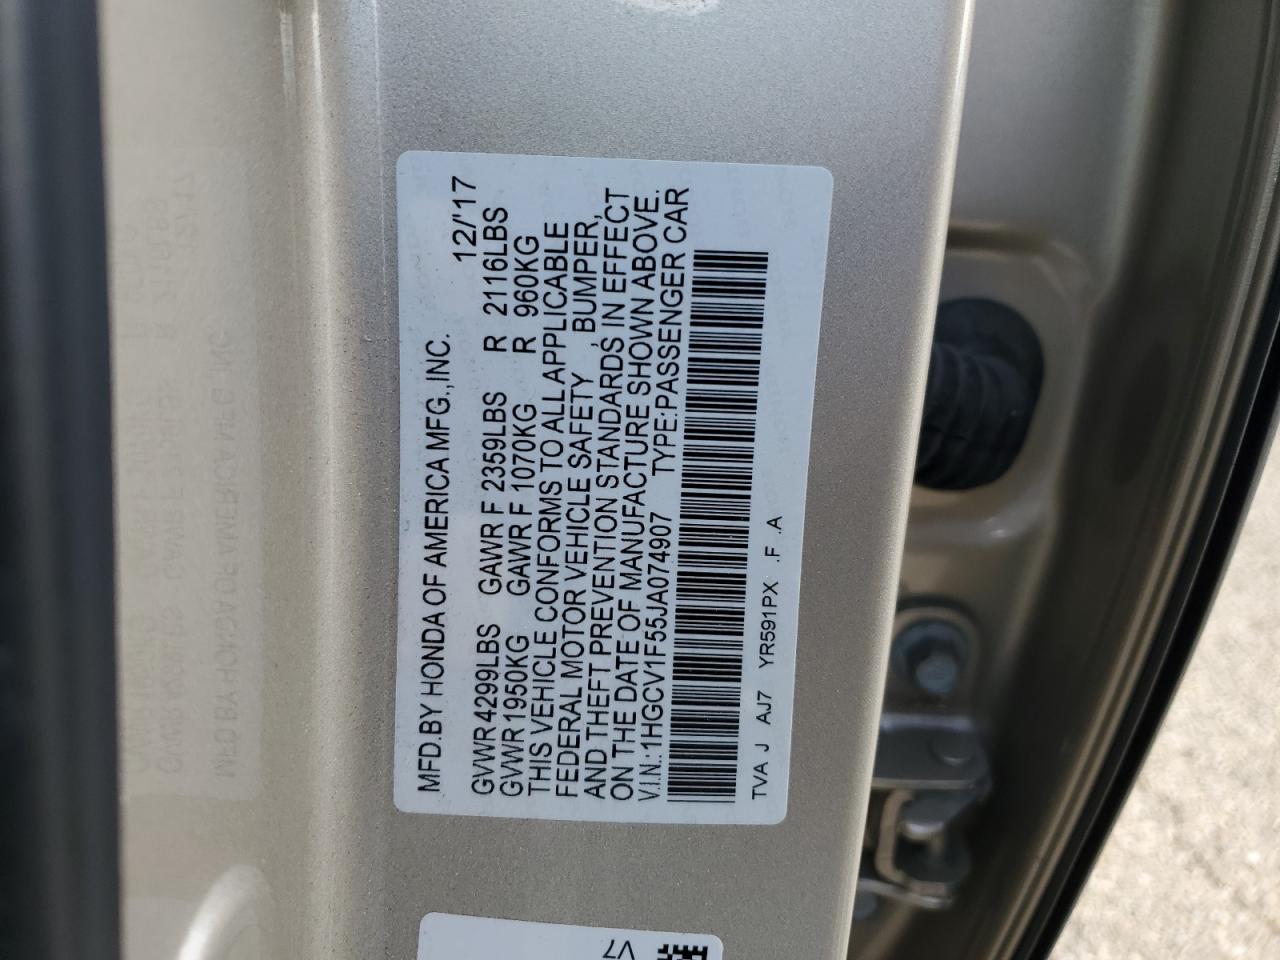 MFD.BY HONDA OF AMERICA MFG.,INC. 12/'17
GVWR 4299LBS GAWR F 2359LBS R 2116LBS
GVWR 1950KG GAWR F 1070KG R 960KG
THIS VEHICLE CONFORMS TO ALL APPLICABLE
FEDERAL MOTOR VEHICLE SAFETY , BUMPER,
AND THEFT PREVENTION STANDARDS IN EFFECT
ON THE DATE OF MANUFACTURE SHOWN ABOVE.
V.I.N.:1HGCV1F55JA074907 TYPE:PASSENGER CAR
TVA J AJ7 YR591PX .F .A